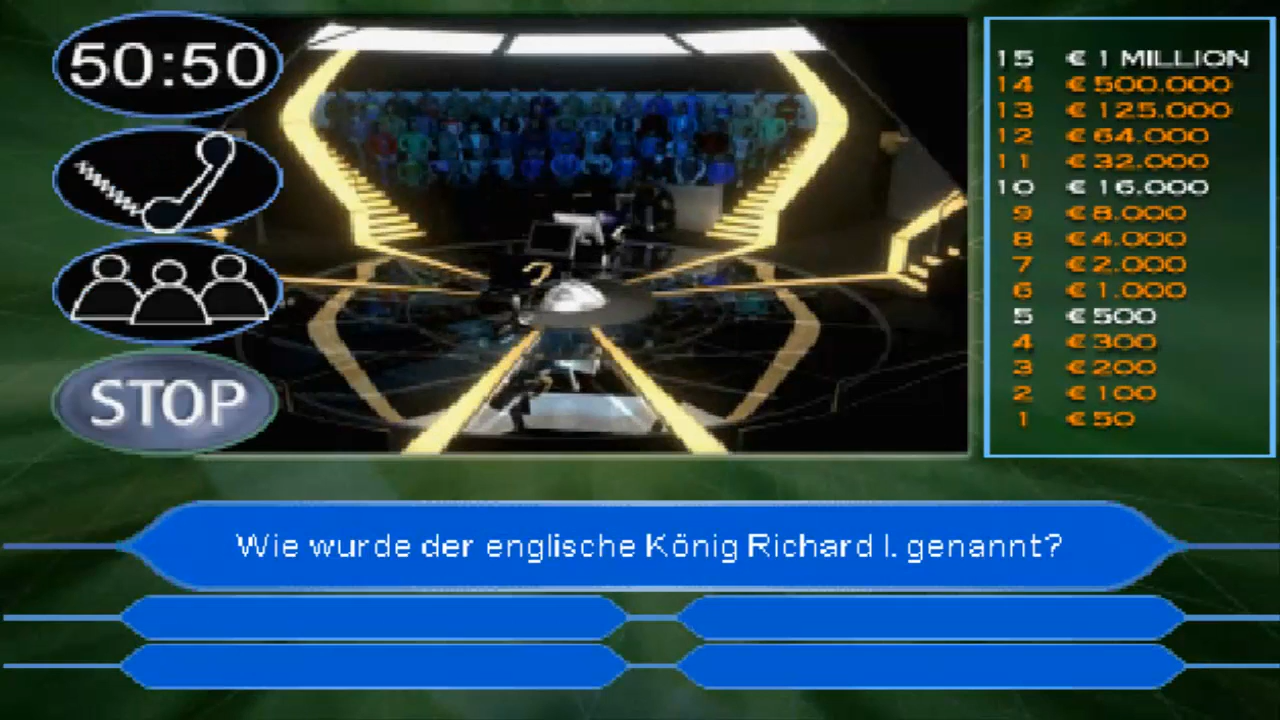 50:50
STOP
15 € 1 MILLION
14 € 500.000
13 € 125.000
12 € 64.000
11 € 32.000
10 € 16.000
9 € 8.000
8 € 4.000
7 € 2.000
6 € 1.000
5 € 500
4 € 300
3 € 200
2 € 100
1 € 50
Wie wurde der englische König Richard I. genannt?